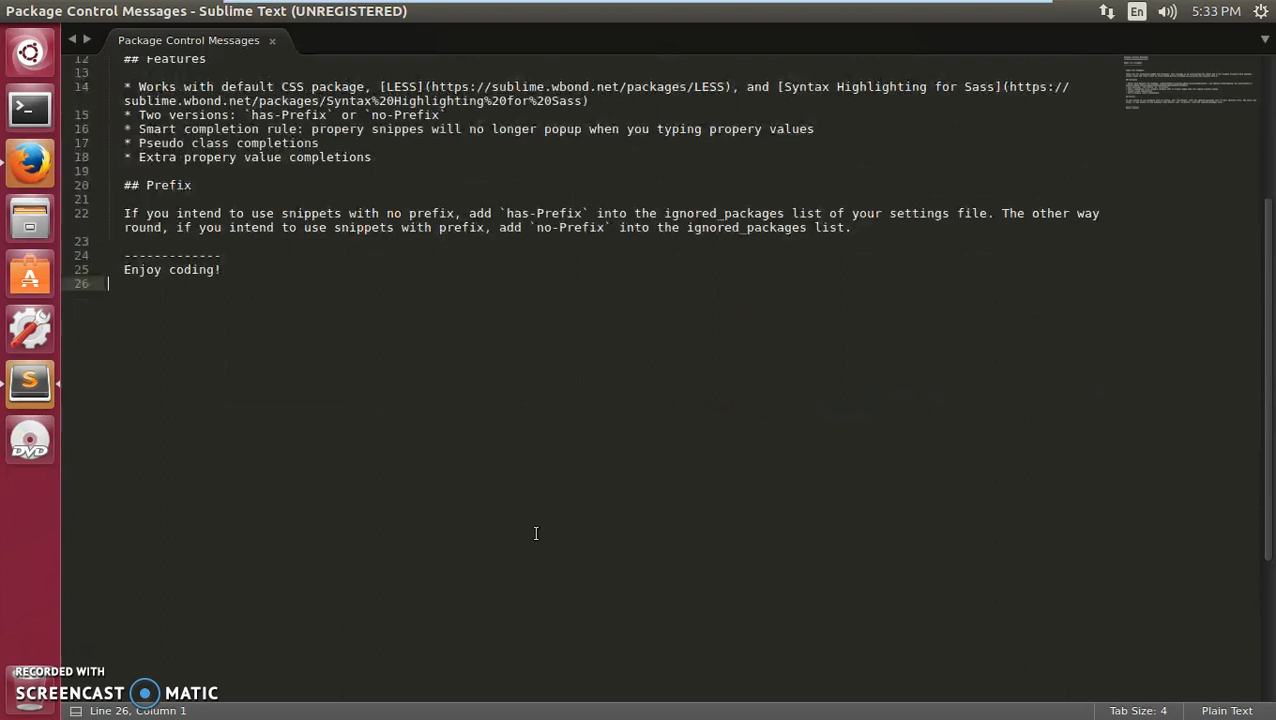 Package Control Messages - Sublime Text (UNREGISTERED)
En
5:33 PM
Package Control Messages ×
12 ## Features
13
14 * Works with default CSS package, [LESS](https://sublime.wbond.net/packages/LESS), and [Syntax Highlighting for Sass](https://
sublime.wbond.net/packages/Syntax%20Highlighting%20for%20Sass)
15 * Two versions: `has-Prefix` or `no-Prefix`
16 * Smart completion rule: propery snippes will no longer popup when you typing propery values
17 * Pseudo class completions
18 * Extra propery value completions
19
20 ## Prefix
21
22 If you intend to use snippets with no prefix, add `has-Prefix` into the ignored_packages list of your settings file. The other way
round, if you intend to use snippets with prefix, add `no-Prefix` into the ignored_packages list.
23
24 -------------
25 Enjoy coding!
26
DVD
RECORDED WITH
SCREENCAST MATIC
Line 26, Column 1
Tab Size: 4
Plain Text